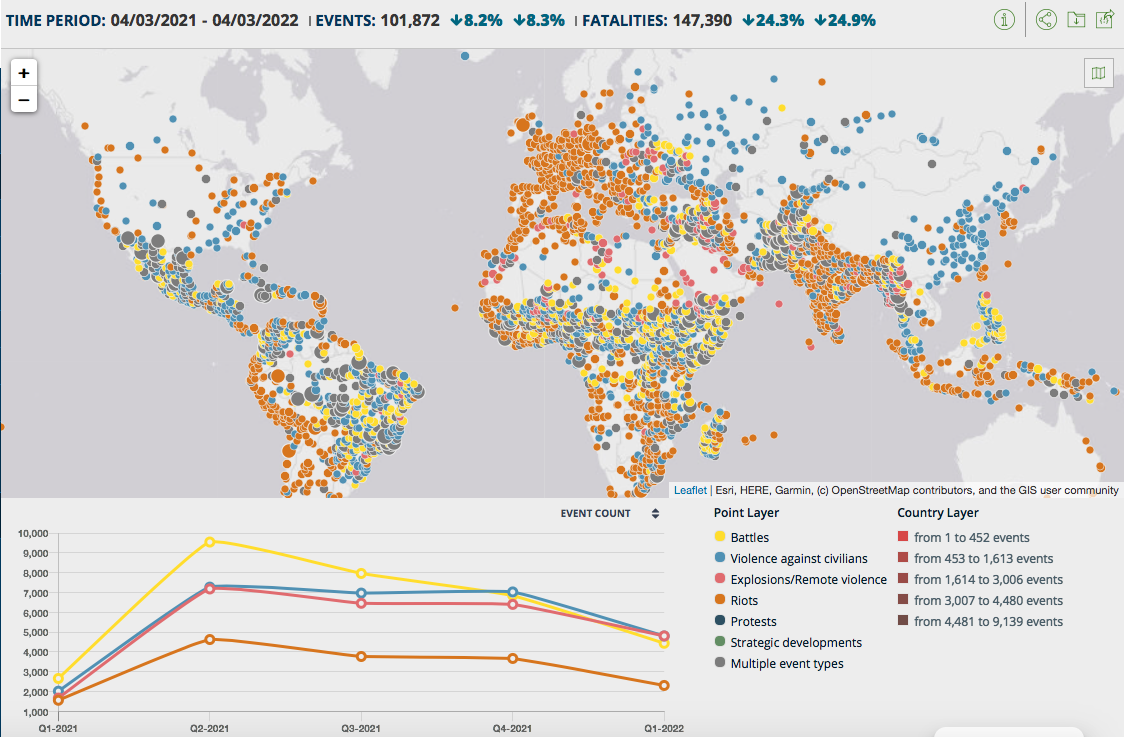 TIME PERIOD: 04/03/2021 - 04/03/2022 | EVENTS: 101,872 ↓8.2% ↓8.3% | FATALITIES: 147,390 ↓24.3% ↓24.9%
+
−
Leaflet | Esri, HERE, Garmin, (c) OpenStreetMap contributors, and the GIS user community
EVENT COUNT
10,000
9,000
8,000
7,000
6,000
5,000
4,000
3,000
2,000
1,000
Q1-2021 Q2-2021 Q3-2021 Q4-2021 Q1-2022
Point Layer
Battles
Violence against civilians
Explosions/Remote violence
Riots
Protests
Strategic developments
Multiple event types
Country Layer
from 1 to 452 events
from 453 to 1,613 events
from 1,614 to 3,006 events
from 3,007 to 4,480 events
from 4,481 to 9,139 events